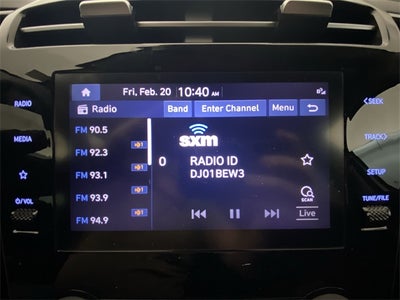 Fri, Feb. 20 10:40 AM
Radio
Band
Enter Channel
Menu
RADIO
MEDIA
⏻/VOL
< SEEK
TRACK >
SETUP
TUNE/FILE
FM 90.5
FM 92.3
FM 93.1
FM 93.9
FM 94.9
sxm
0
RADIO ID
DJ01BEW3
SCAN
Live